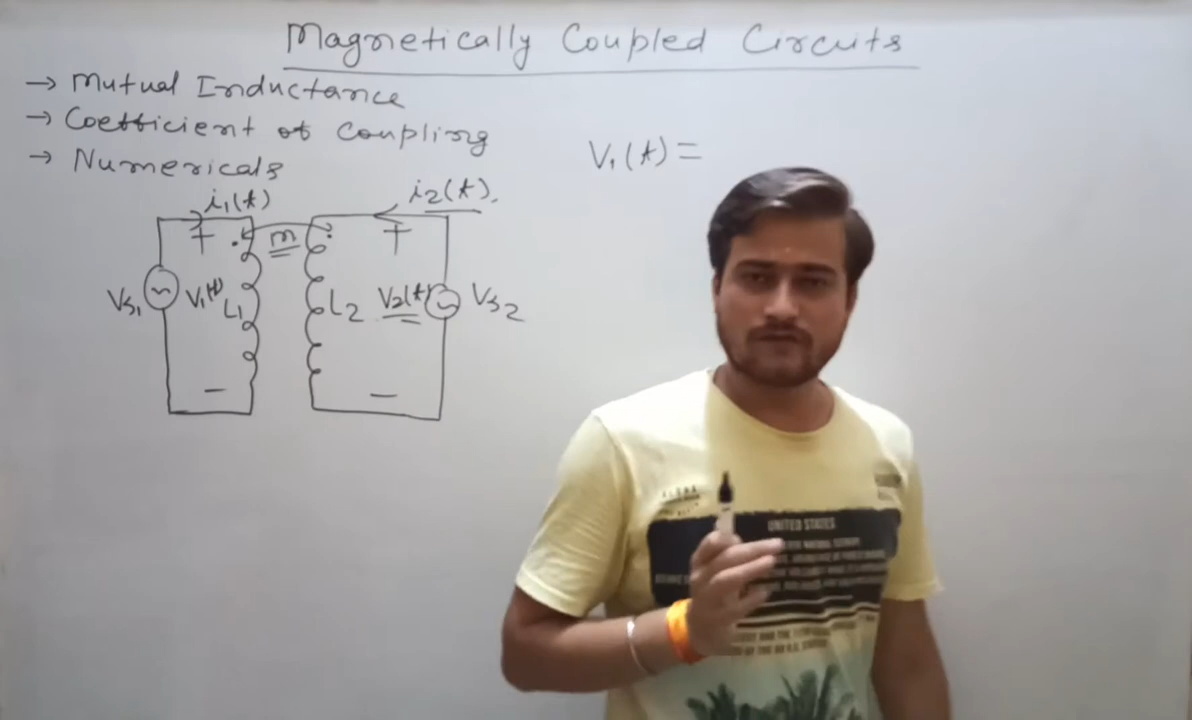 Magnetically Coupled Circuits
→ Mutual Inductance
→ Coefficient of Coupling
→ Numericals
V₁(t) =
i₁(t) i₂(t)
+ m +
Vs₁ V₁(t) L₁ L₂ V₂(t) Vs₂
− −
UNITED STATES